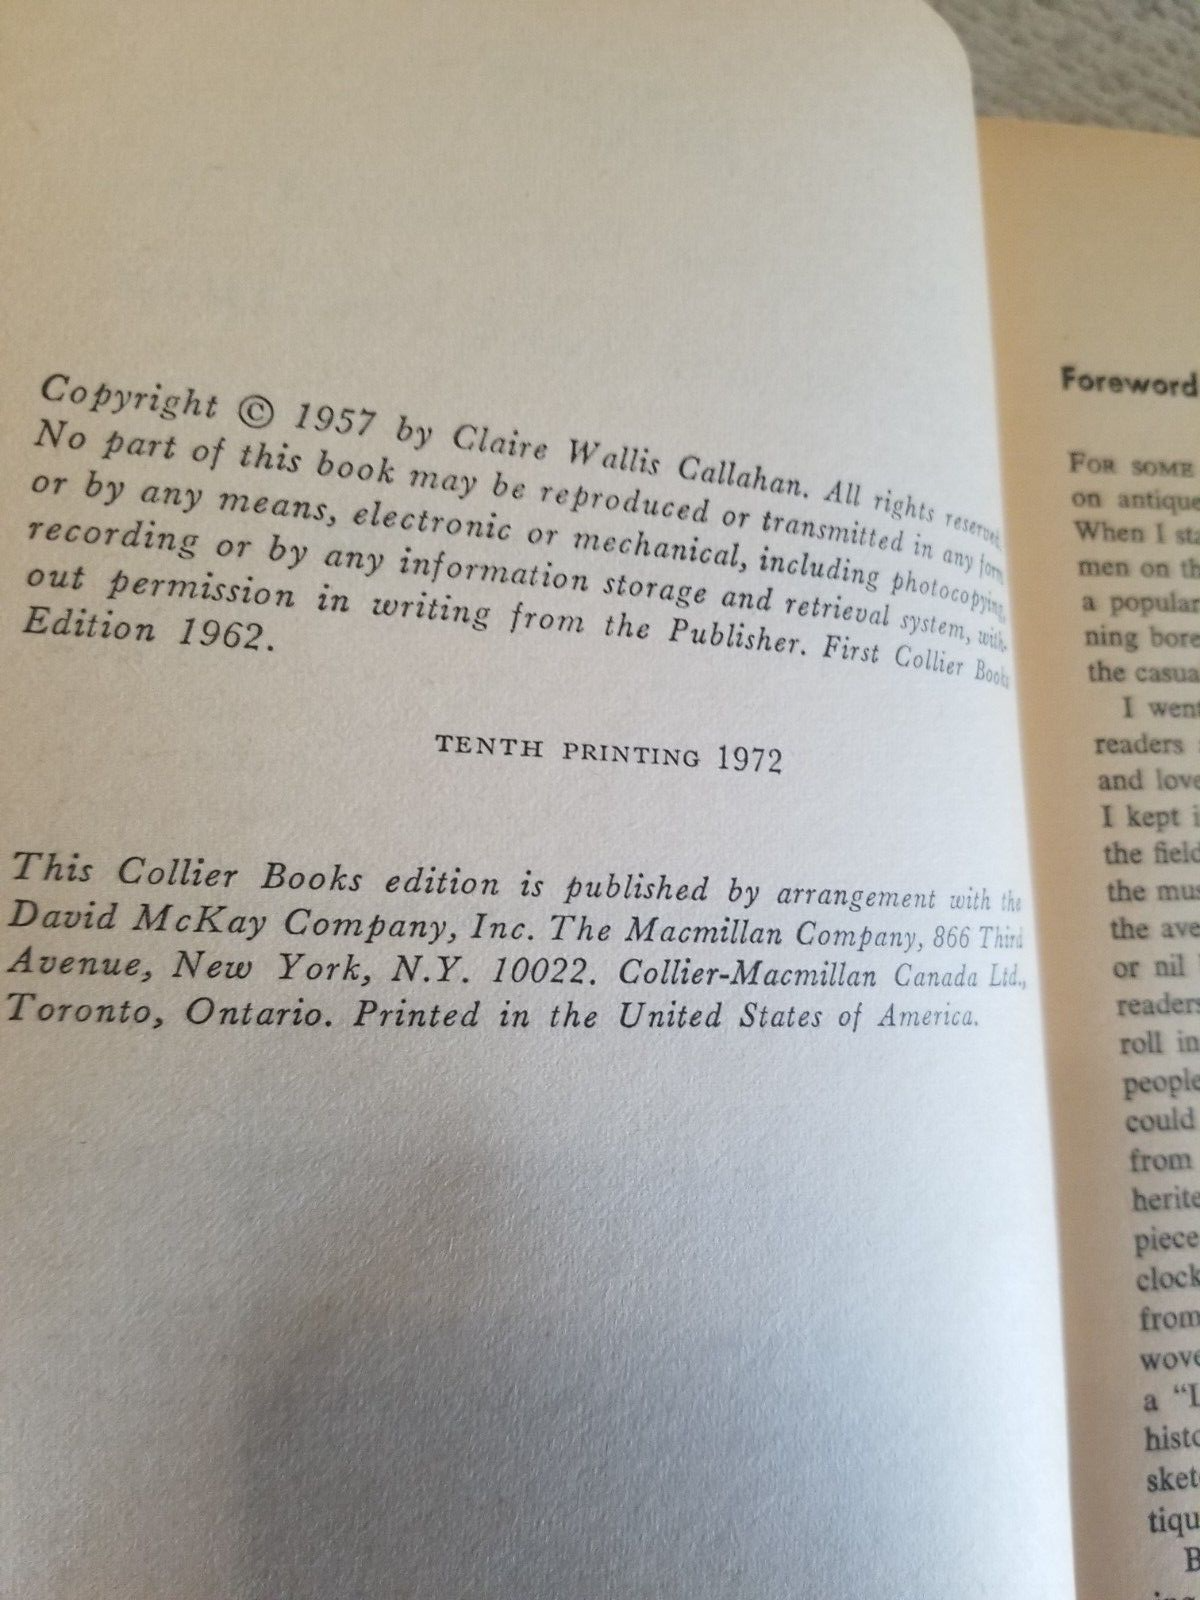 Copyright © 1957 by Claire Wallis Callahan. All rights reserved.
No part of this book may be reproduced or transmitted in any form
or by any means, electronic or mechanical, including photocopying,
recording or by any information storage and retrieval system, with-
out permission in writing from the Publisher. First Collier Books
Edition 1962.
TENTH PRINTING 1972
This Collier Books edition is published by arrangement with the
David McKay Company, Inc. The Macmillan Company, 866 Third
Avenue, New York, N.Y. 10022. Collier-Macmillan Canada Ltd.,
Toronto, Ontario. Printed in the United States of America.
Foreword
FOR SOME
on antique
When I sta
men on th
a popular
ning bore
the casua
I went
readers
and love
I kept i
the field
the mus
the ave
or nil
readers
roll in
people
could
from
herite
piece
clock
from
wove
a “L
histo
sket
tiqu
B